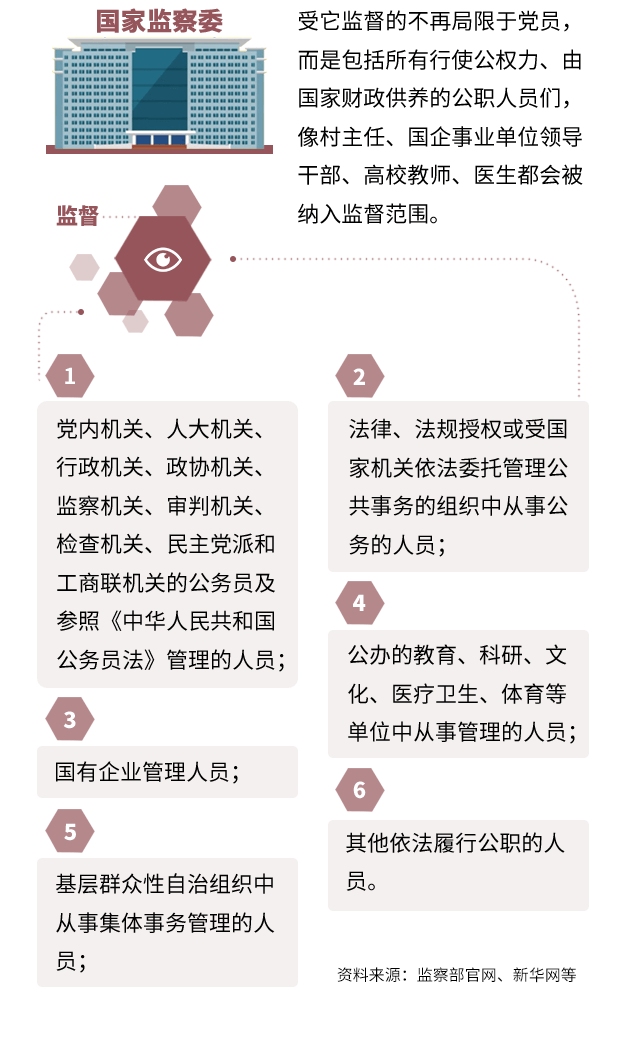 国家监察委
受它监督的不再局限于党员，
而是包括所有行使公权力、由
国家财政供养的公职人员们，
像村主任、国企事业单位领导
干部、高校教师、医生都会被
纳入监督范围。
监督
1
党内机关、人大机关、
行政机关、政协机关、
监察机关、审判机关、
检查机关、民主党派和
工商联机关的公务员及
参照《中华人民共和国
公务员法》管理的人员；
2
法律、法规授权或受国
家机关依法委托管理公
共事务的组织中从事公
务的人员；
3
国有企业管理人员；
4
公办的教育、科研、文
化、医疗卫生、体育等
单位中从事管理的人员；
5
基层群众性自治组织中
从事集体事务管理的人
员；
6
其他依法履行公职的人
员。
资料来源：监察部官网、新华网等